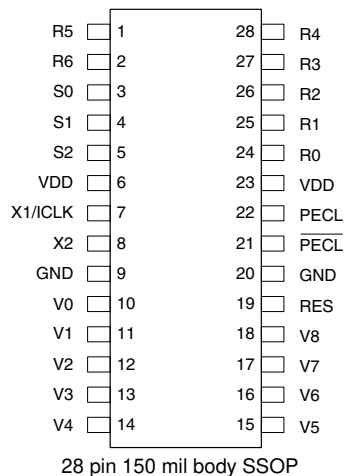 R5 1 28 R4
R6 2 27 R3
S0 3 26 R2
S1 4 25 R1
S2 5 24 R0
VDD 6 23 VDD
X1/ICLK 7 22 PECL
X2 8 21 PECL
GND 9 20 GND
V0 10 19 RES
V1 11 18 V8
V2 12 17 V7
V3 13 16 V6
V4 14 15 V5
28 pin 150 mil body SSOP